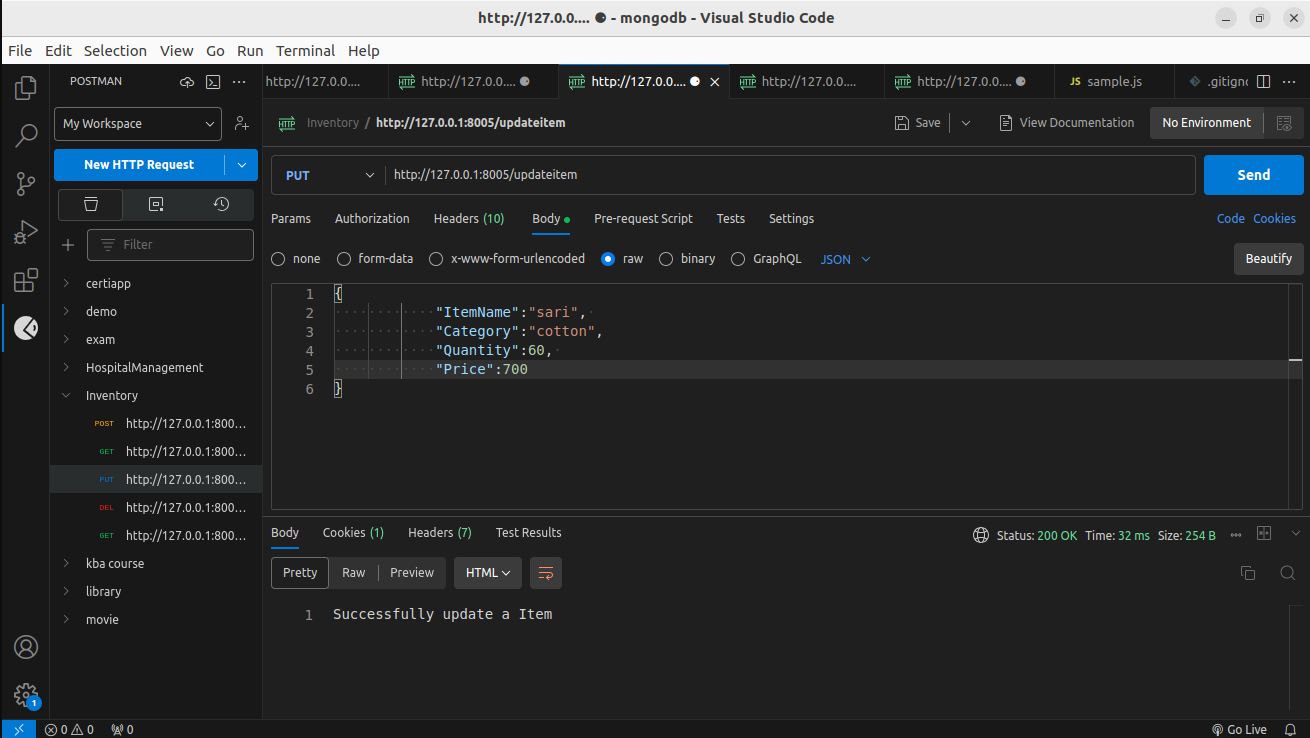 http://127.0.0.... ● - mongodb - Visual Studio Code
File Edit Selection View Go Run Terminal Help
POSTMAN
http://127.0.0.... http://127.0.0.... http://127.0.0.... http://127.0.0.... http://127.0.0.... JS sample.js .gitign
My Workspace
HTTP Inventory / http://127.0.0.1:8005/updateitem Save View Documentation No Environment
New HTTP Request
PUT http://127.0.0.1:8005/updateitem Send
Params Authorization Headers (10) Body Pre-request Script Tests Settings Code Cookies
Filter
none form-data x-www-form-urlencoded raw binary GraphQL JSON Beautify
certiapp
demo
exam
HospitalManagement
Inventory
POST http://127.0.0.1:800...
GET http://127.0.0.1:800...
PUT http://127.0.0.1:800...
DEL http://127.0.0.1:800...
GET http://127.0.0.1:800...
kba course
library
movie
1 {
2 "ItemName":"sari",
3 "Category":"cotton",
4 "Quantity":60,
5 "Price":700
6 }
Body Cookies (1) Headers (7) Test Results Status: 200 OK Time: 32 ms Size: 254 B
Pretty Raw Preview HTML
1 Successfully update a Item
1
0 0 0 Go Live